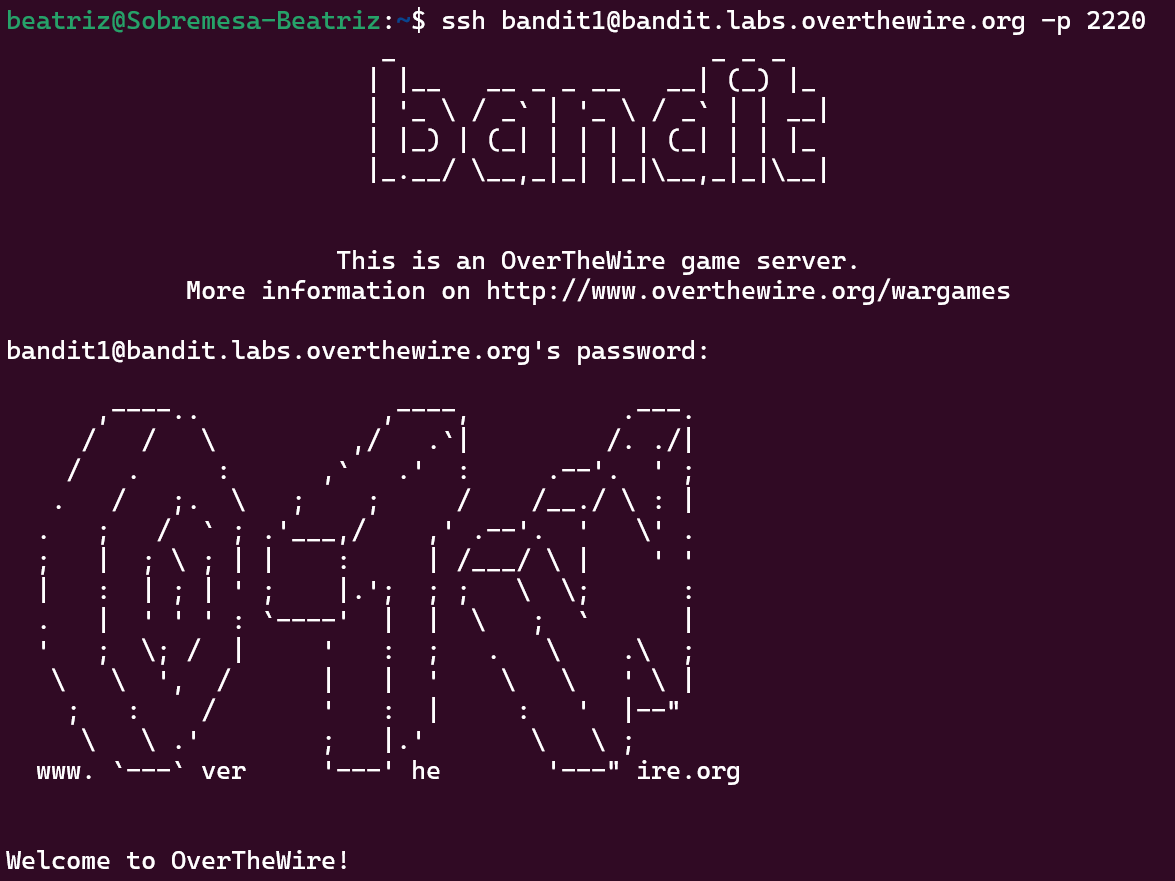 beatriz@Sobremesa-Beatriz:~$ ssh bandit1@bandit.labs.overthewire.org -p 2220
bandit
This is an OverTheWire game server.
More information on http://www.overthewire.org/wargames
bandit1@bandit.labs.overthewire.org's password:
www. ver he ire.org
Welcome to OverTheWire!